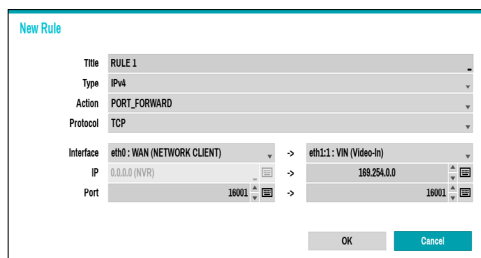 New Rule
Title RULE 1
Type IPv4
Action PORT_FORWARD
Protocol TCP
Interface eth0 : WAN (NETWORK CLIENT) -> eth1:1 : VIN (Video-In)
IP 0.0.0.0 (NVR) -> 169.254.0.0
Port 16001 -> 16001
OK Cancel